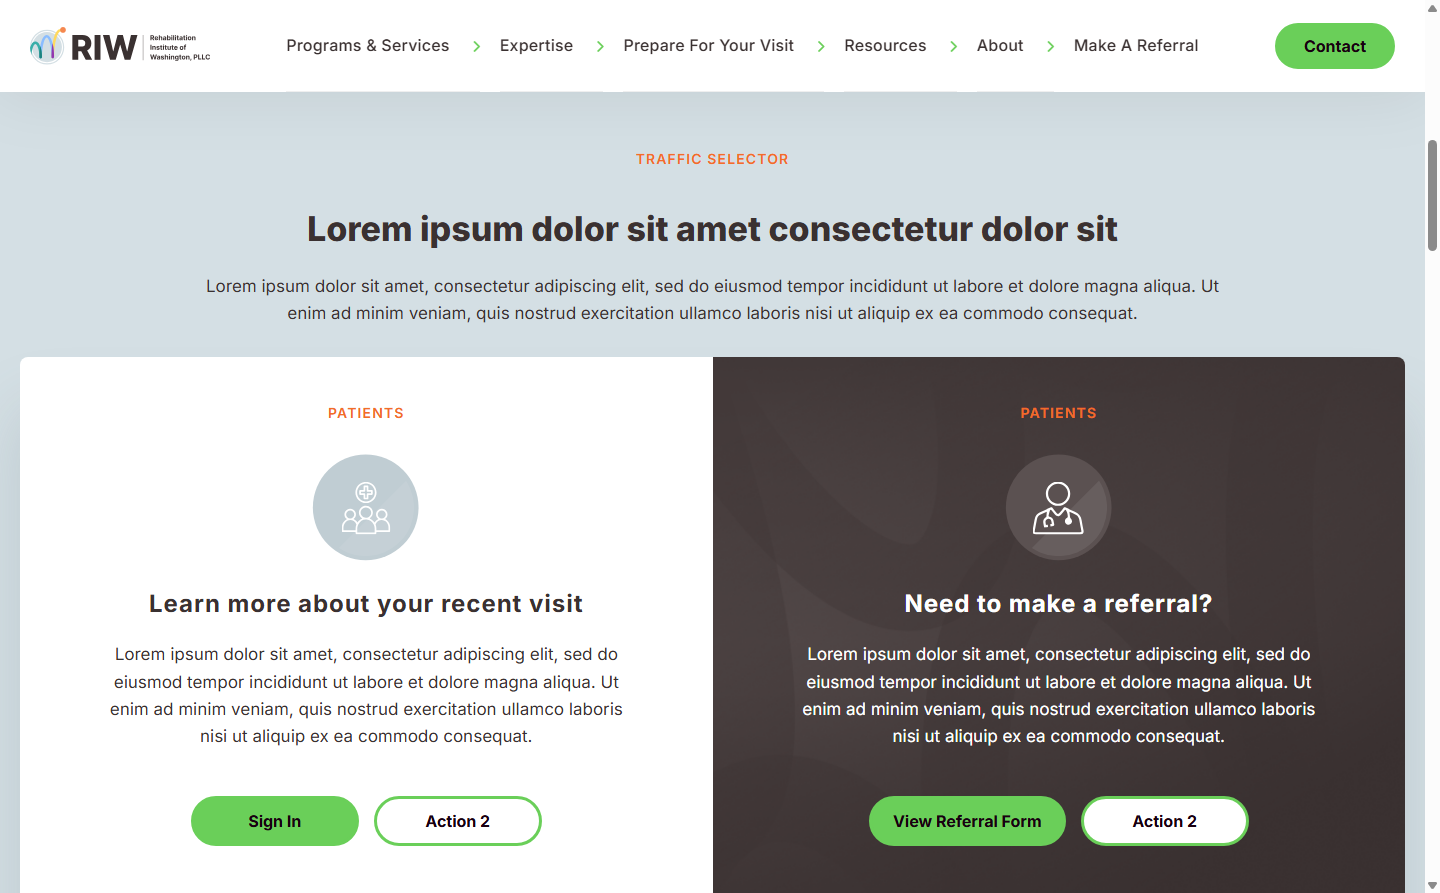 RIW
Rehabilitation
Institute of
Washington, PLLC
Programs & Services
Expertise
Prepare For Your Visit
Resources
About
Make A Referral
Contact
TRAFFIC SELECTOR
Lorem ipsum dolor sit amet consectetur dolor sit
Lorem ipsum dolor sit amet, consectetur adipiscing elit, sed do eiusmod tempor incididunt ut labore et dolore magna aliqua. Ut
enim ad minim veniam, quis nostrud exercitation ullamco laboris nisi ut aliquip ex ea commodo consequat.
PATIENTS
Learn more about your recent visit
Lorem ipsum dolor sit amet, consectetur adipiscing elit, sed do
eiusmod tempor incididunt ut labore et dolore magna aliqua. Ut
enim ad minim veniam, quis nostrud exercitation ullamco laboris
nisi ut aliquip ex ea commodo consequat.
Sign In
Action 2
PATIENTS
Need to make a referral?
Lorem ipsum dolor sit amet, consectetur adipiscing elit, sed do
eiusmod tempor incididunt ut labore et dolore magna aliqua. Ut
enim ad minim veniam, quis nostrud exercitation ullamco laboris
nisi ut aliquip ex ea commodo consequat.
View Referral Form
Action 2